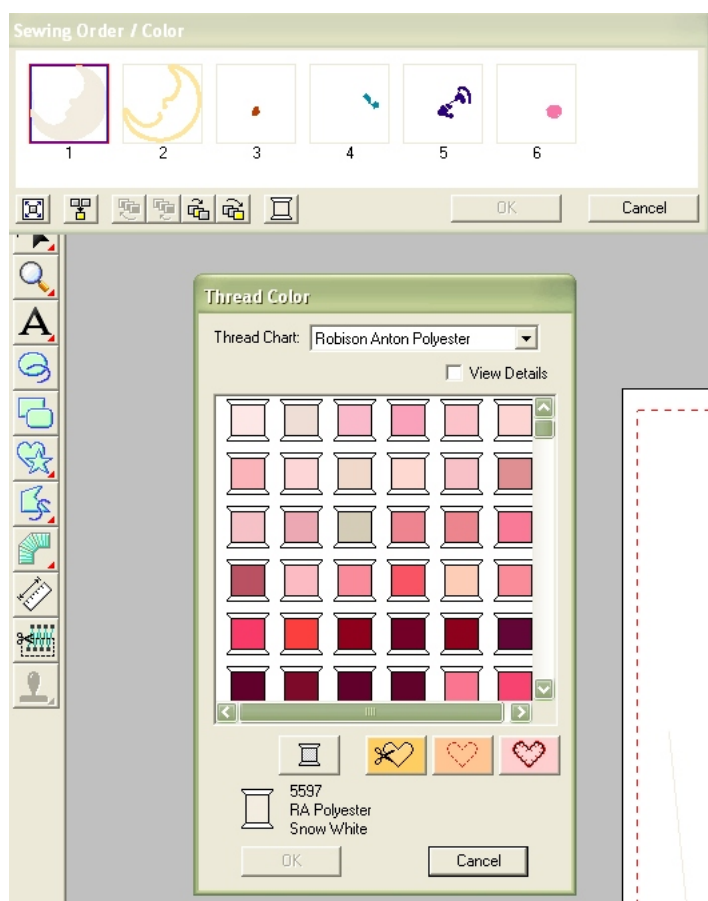 Sewing Order / Color
1 2 3 4 5 6
OK Cancel
Thread Color
Thread Chart: Robison Anton Polyester
View Details
5597
RA Polyester
Snow White
OK Cancel
A